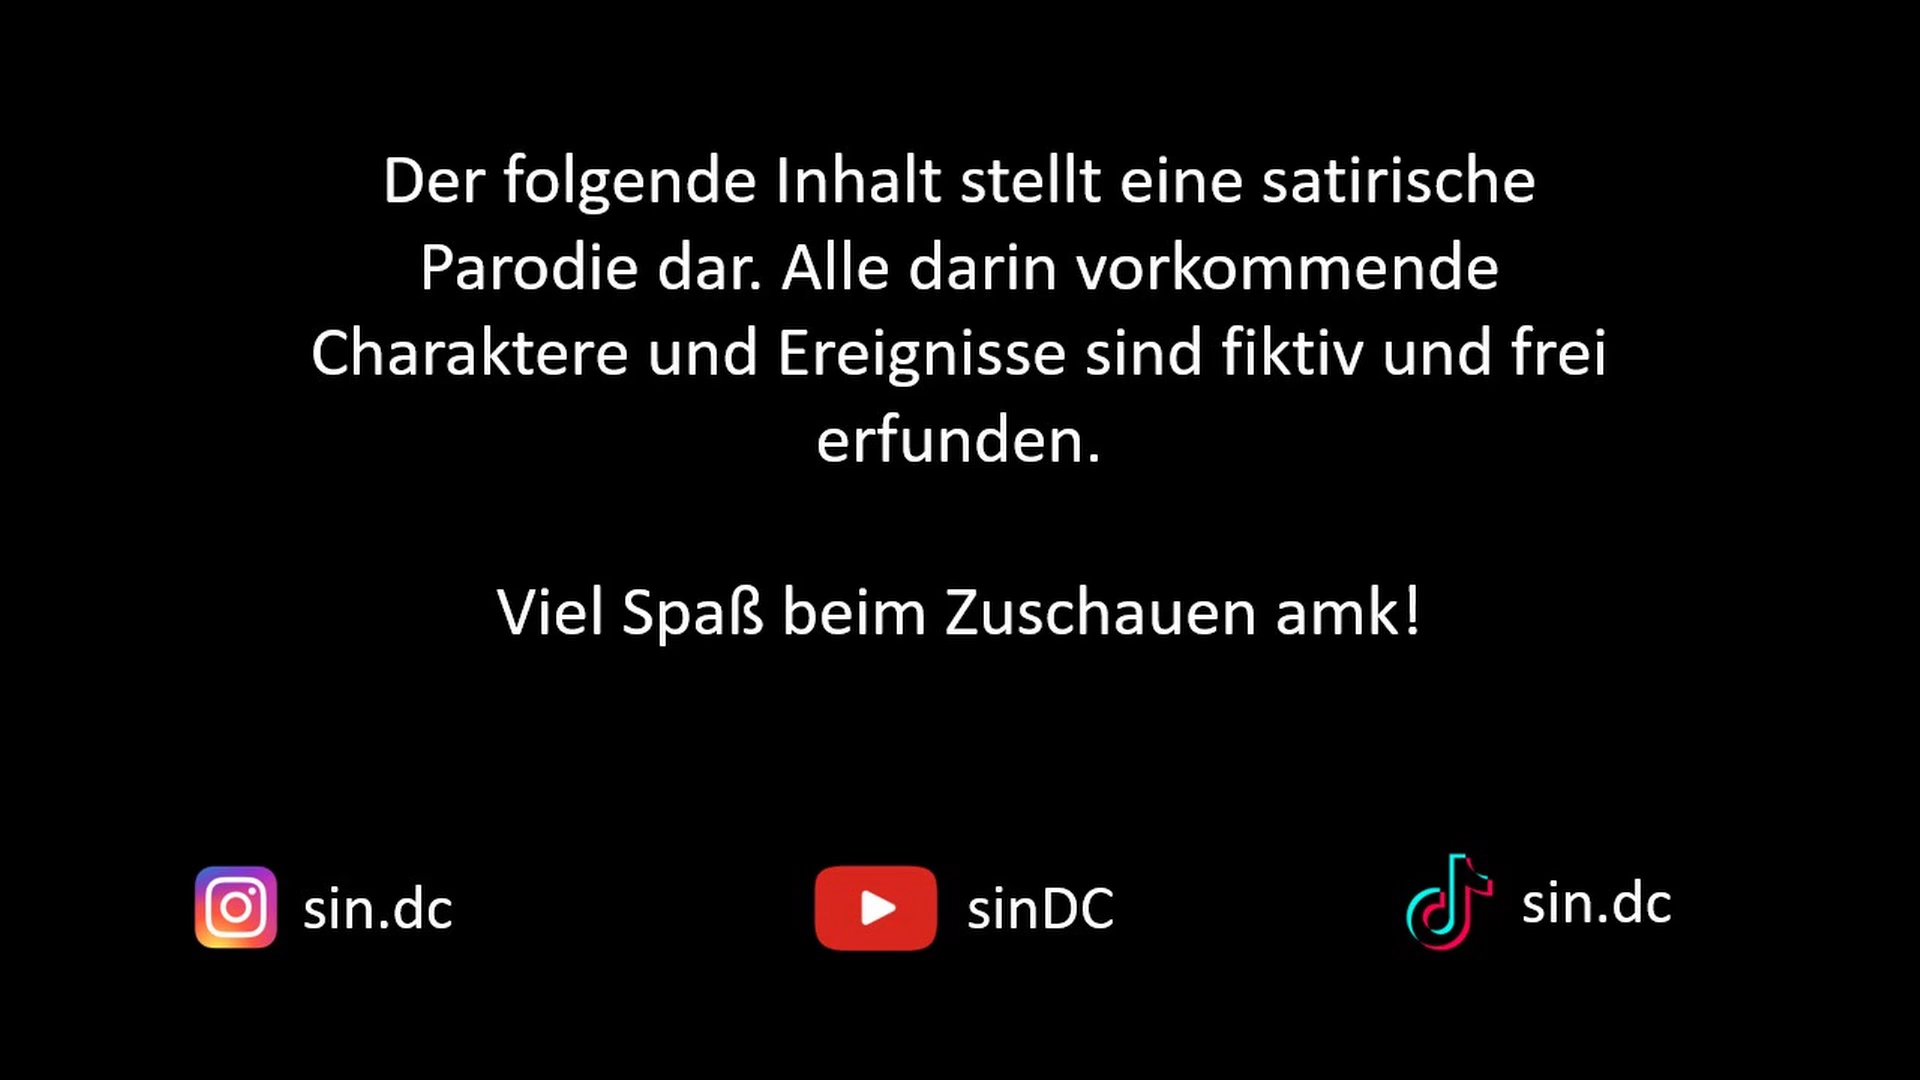 Der folgende Inhalt stellt eine satirische
Parodie dar. Alle darin vorkommende
Charaktere und Ereignisse sind fiktiv und frei
erfunden.
Viel Spaß beim Zuschauen amk!
sin.dc
sinDC
sin.dc